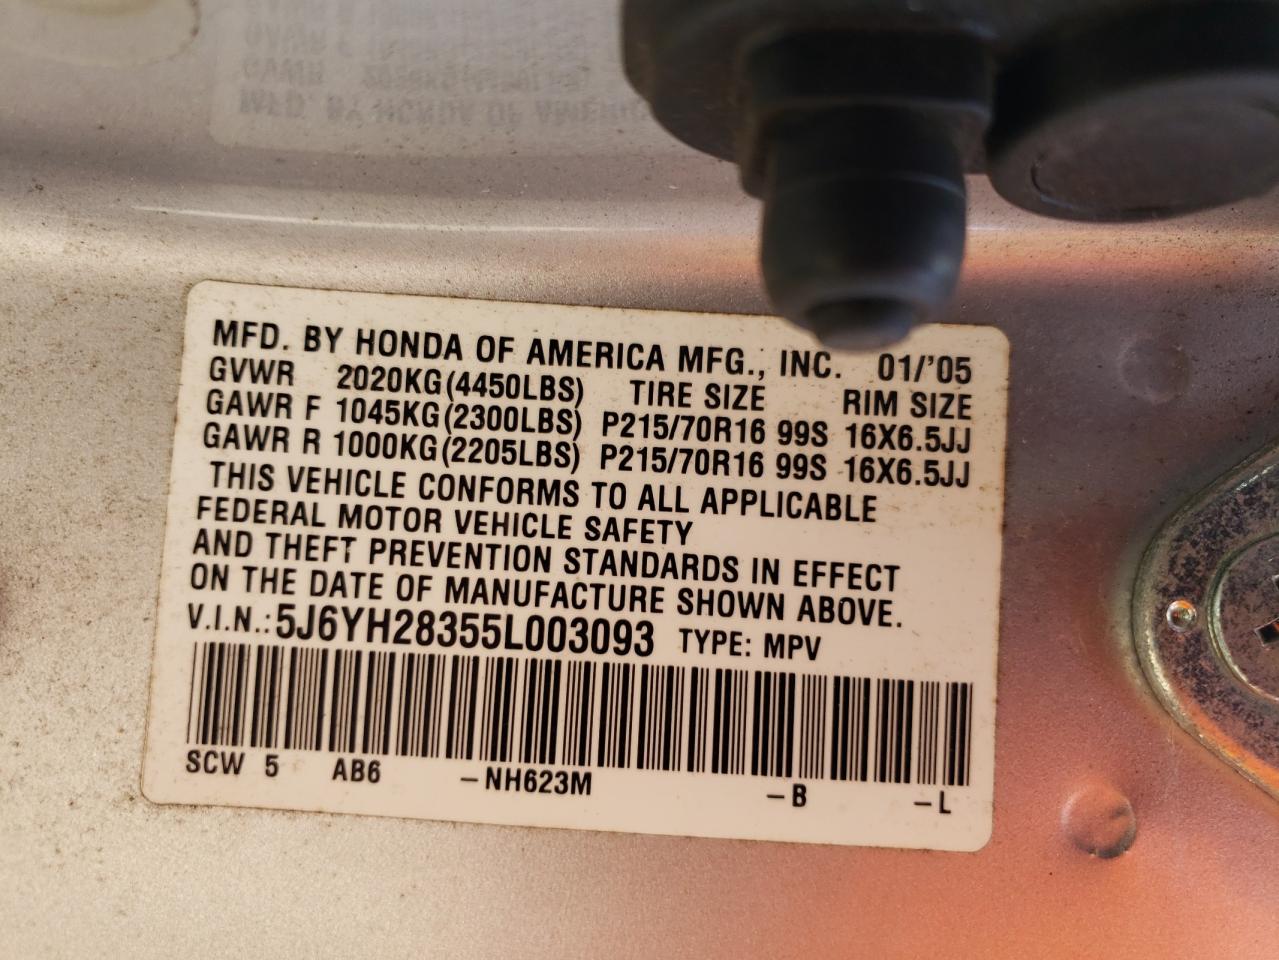 MFD. BY HONDA OF AMERICA MFG., INC. 01/'05
GVWR 2020KG(4450LBS) TIRE SIZE RIM SIZE
GAWR F 1045KG(2300LBS) P215/70R16 99S 16X6.5JJ
GAWR R 1000KG(2205LBS) P215/70R16 99S 16X6.5JJ
THIS VEHICLE CONFORMS TO ALL APPLICABLE
FEDERAL MOTOR VEHICLE SAFETY
AND THEFT PREVENTION STANDARDS IN EFFECT
ON THE DATE OF MANUFACTURE SHOWN ABOVE.
V.I.N.: 5J6YH28355L003093 TYPE: MPV
SCW 5 AB6 -NH623M -B -L